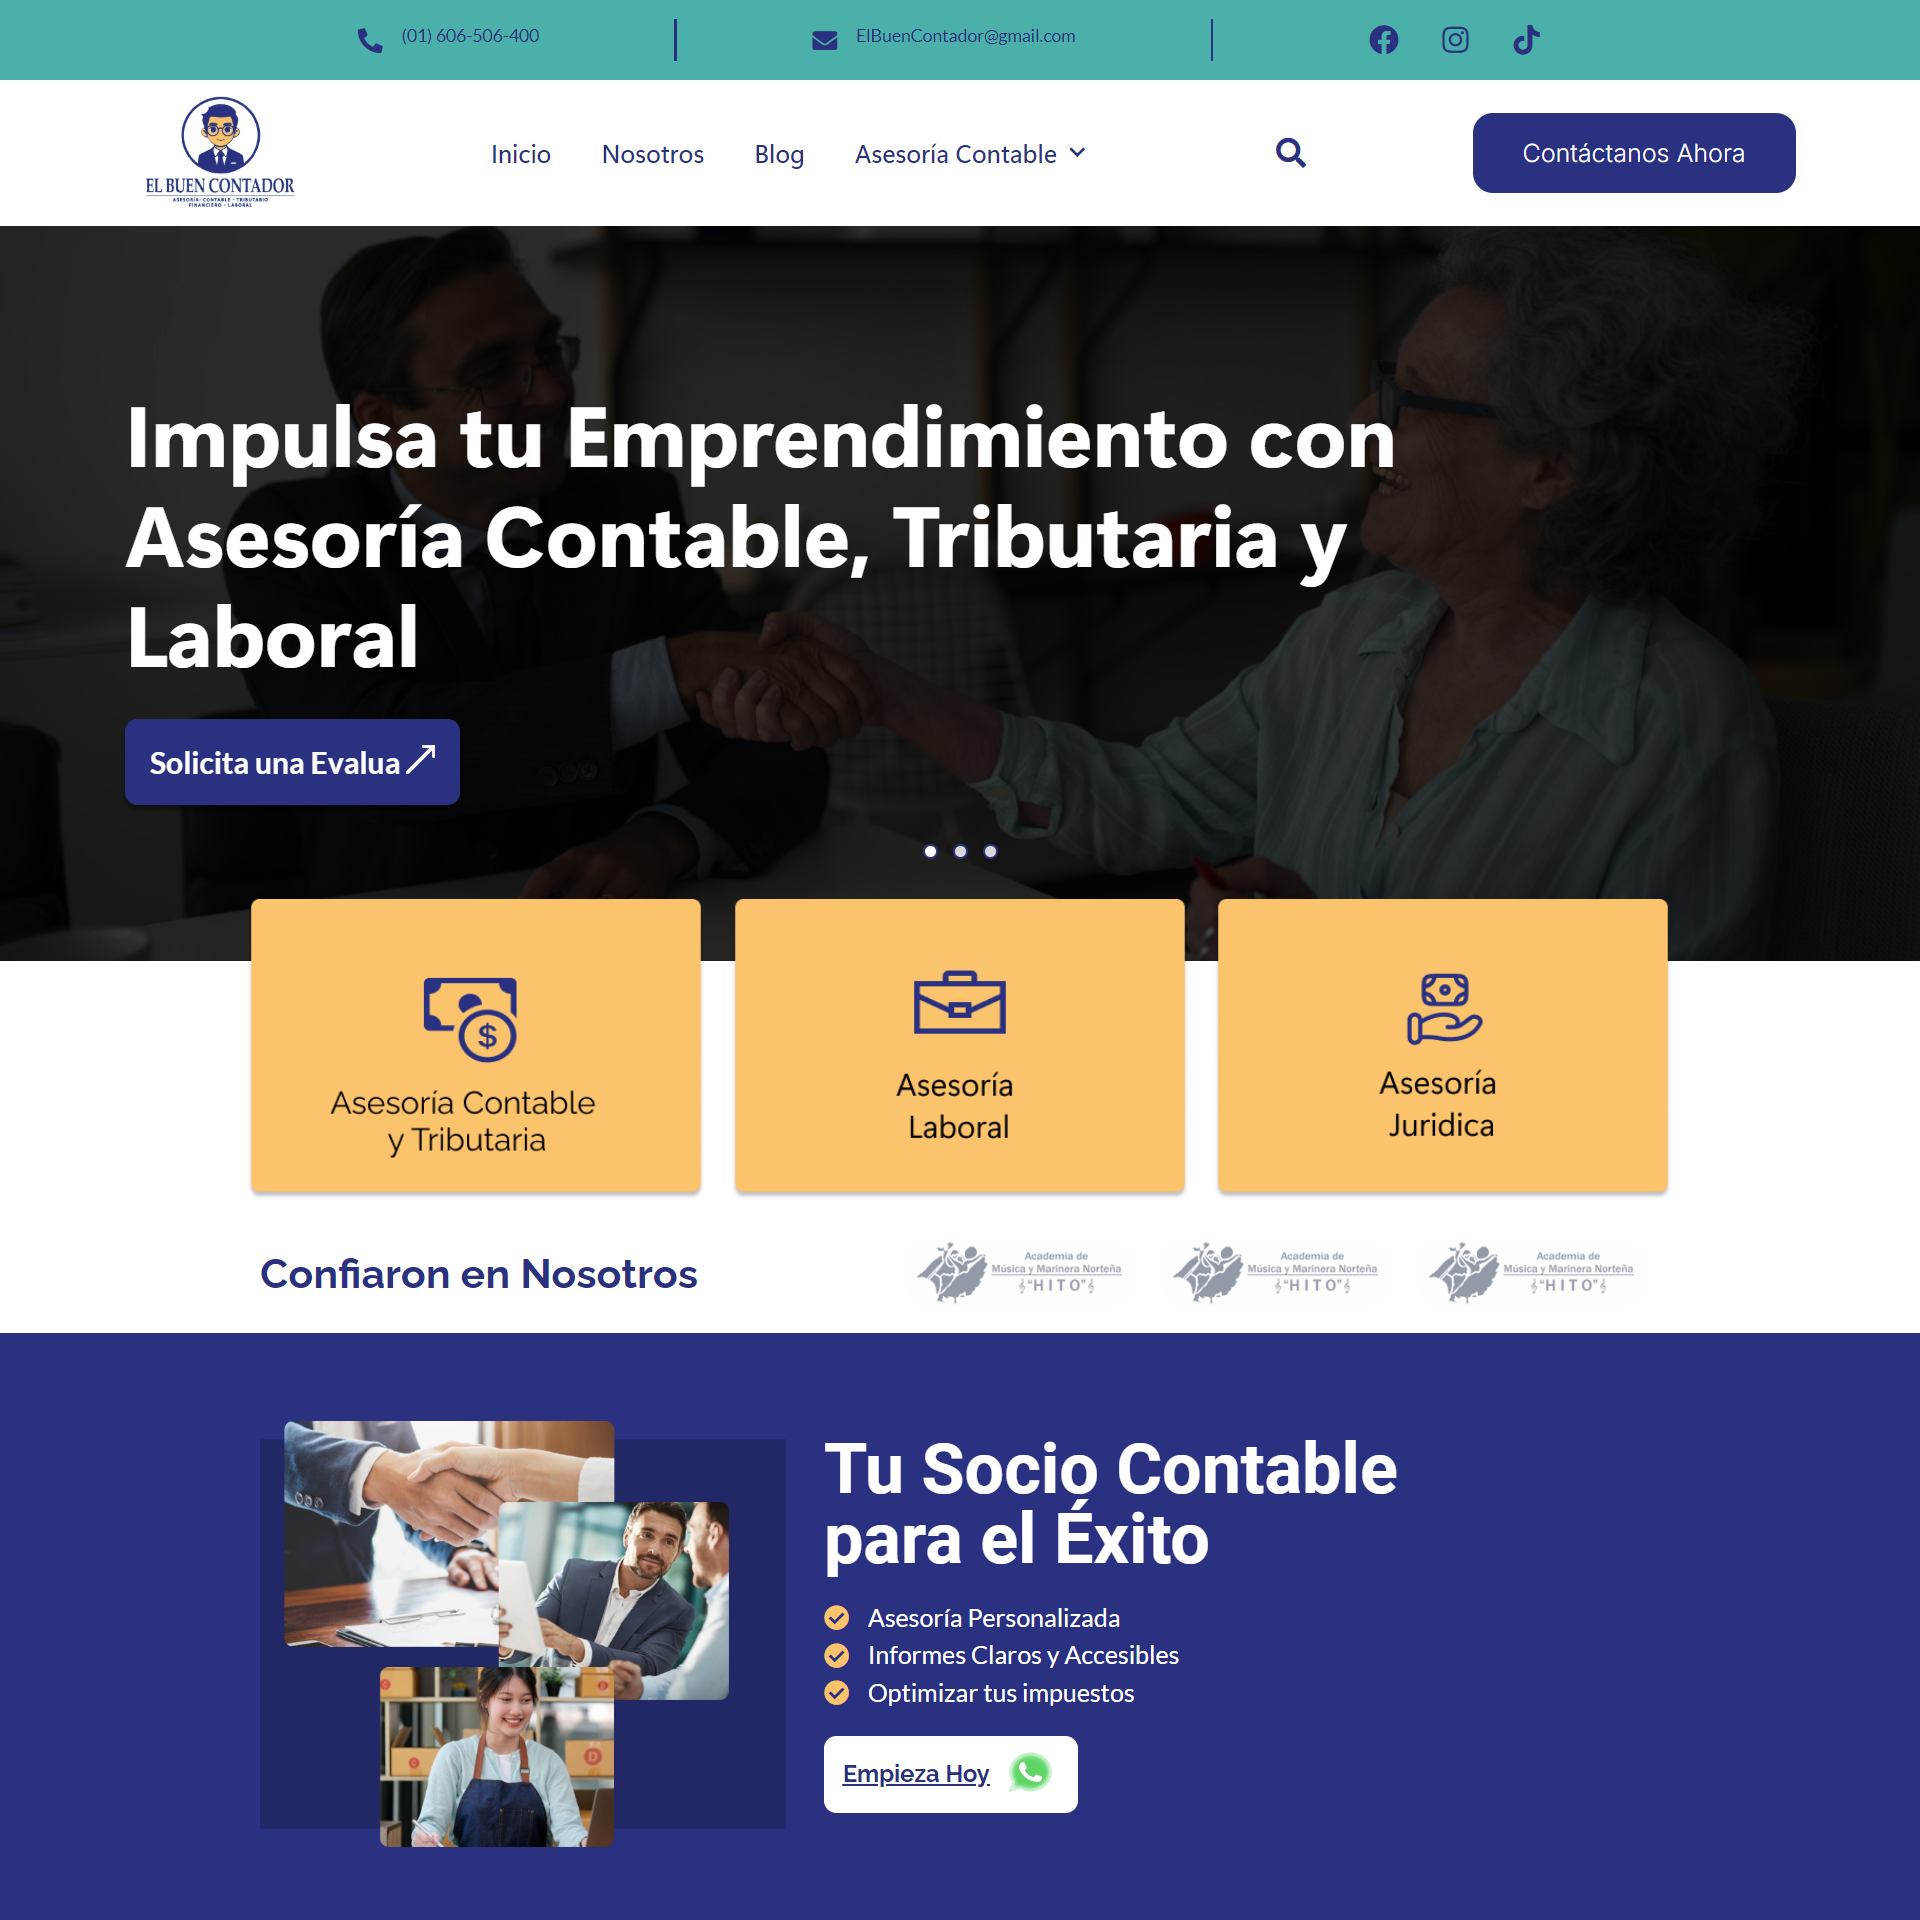 (01) 606-506-400
ElBuenContador@gmail.com
EL BUEN CONTADOR
ASESORÍA: CONTABLE - TRIBUTARIO
FINANCIERO - LABORAL
Inicio
Nosotros
Blog
Asesoría Contable
Contáctanos Ahora
Impulsa tu Emprendimiento con
Asesoría Contable, Tributaria y
Laboral
Solicita una Evalua
Asesoría Contable
y Tributaria
Asesoría
Laboral
Asesoría
Juridica
Confiaron en Nosotros
Academia de
Música y Marinera Norteña
"HITO"
Academia de
Música y Marinera Norteña
"HITO"
Academia de
Música y Marinera Norteña
"HITO"
Tu Socio Contable
para el Éxito
Asesoría Personalizada
Informes Claros y Accesibles
Optimizar tus impuestos
Empieza Hoy